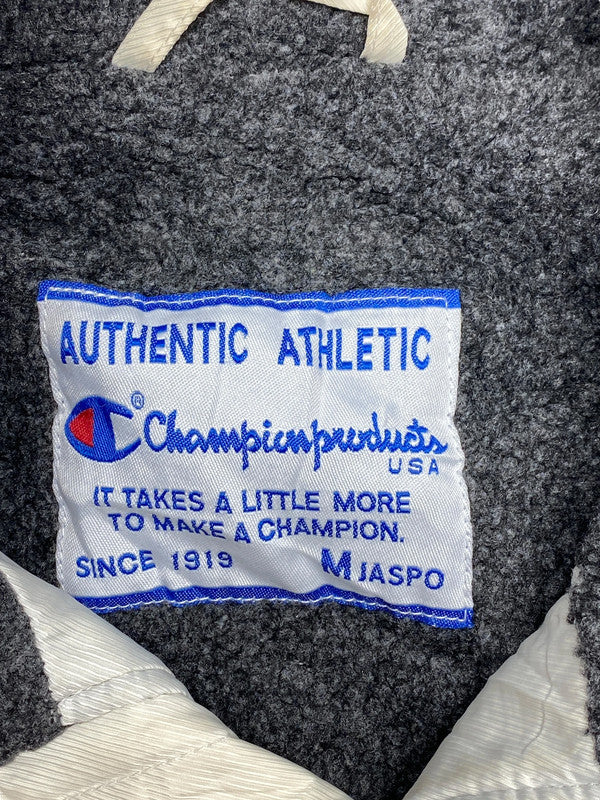 AUTHENTIC ATHLETIC
® Championproducts
USA
IT TAKES A LITTLE MORE
TO MAKE A CHAMPION.
SINCE 1919 M JASPO